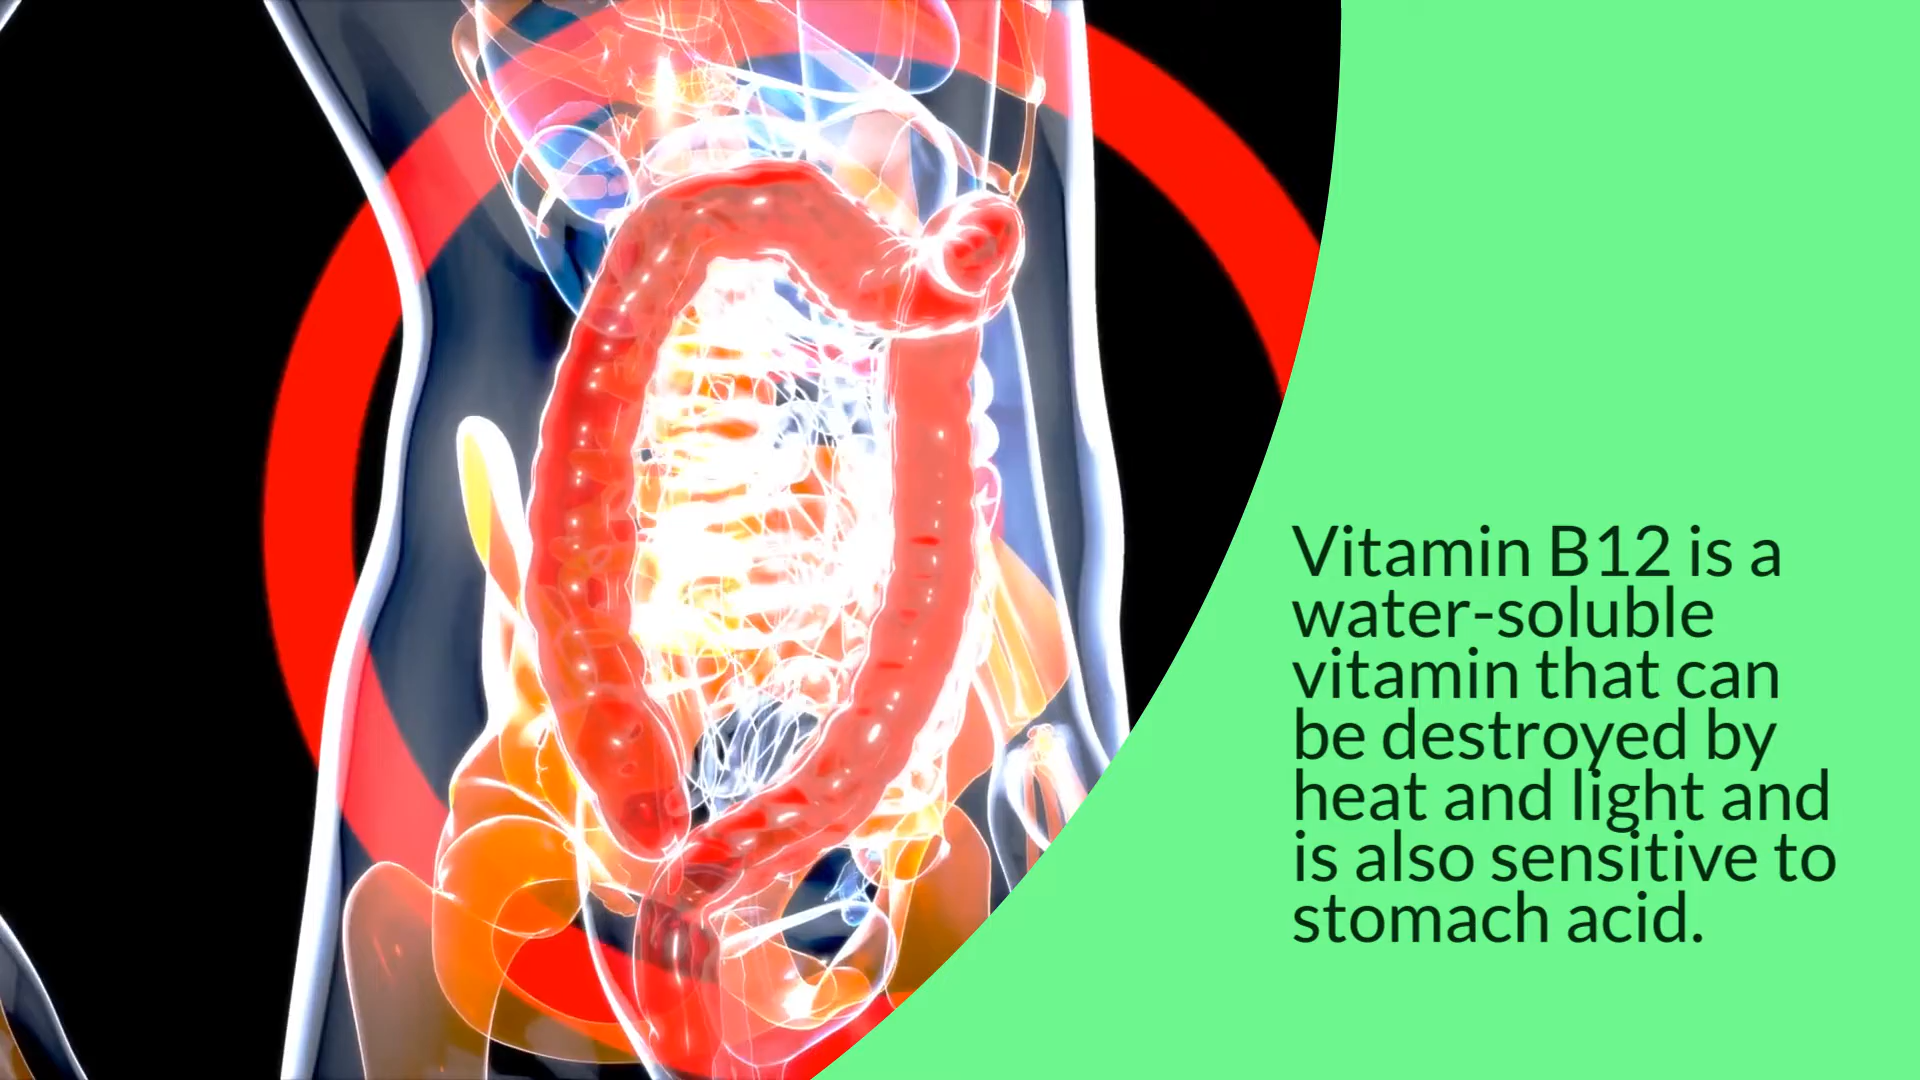 Vitamin B12 is a
water-soluble
vitamin that can
be destroyed by
heat and light and
is also sensitive to
stomach acid.